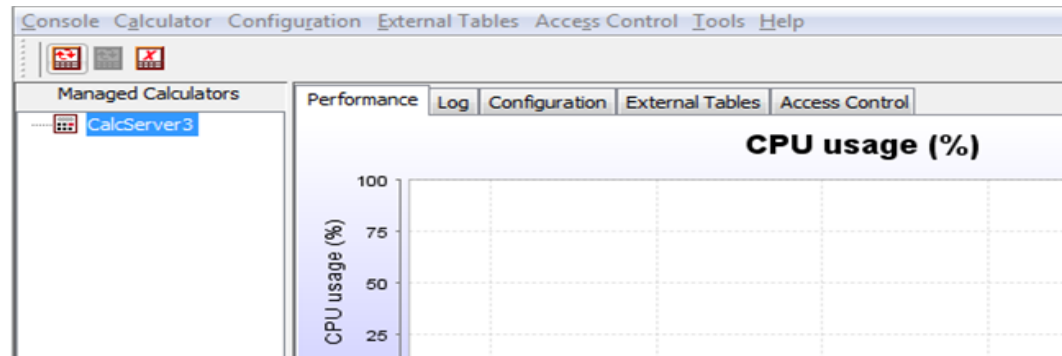 Console Calculator Configuration External Tables Access Control Tools Help
Managed Calculators
CalcServer3
Performance Log Configuration External Tables Access Control
CPU usage (%)
100
75
50
25
CPU usage (%)